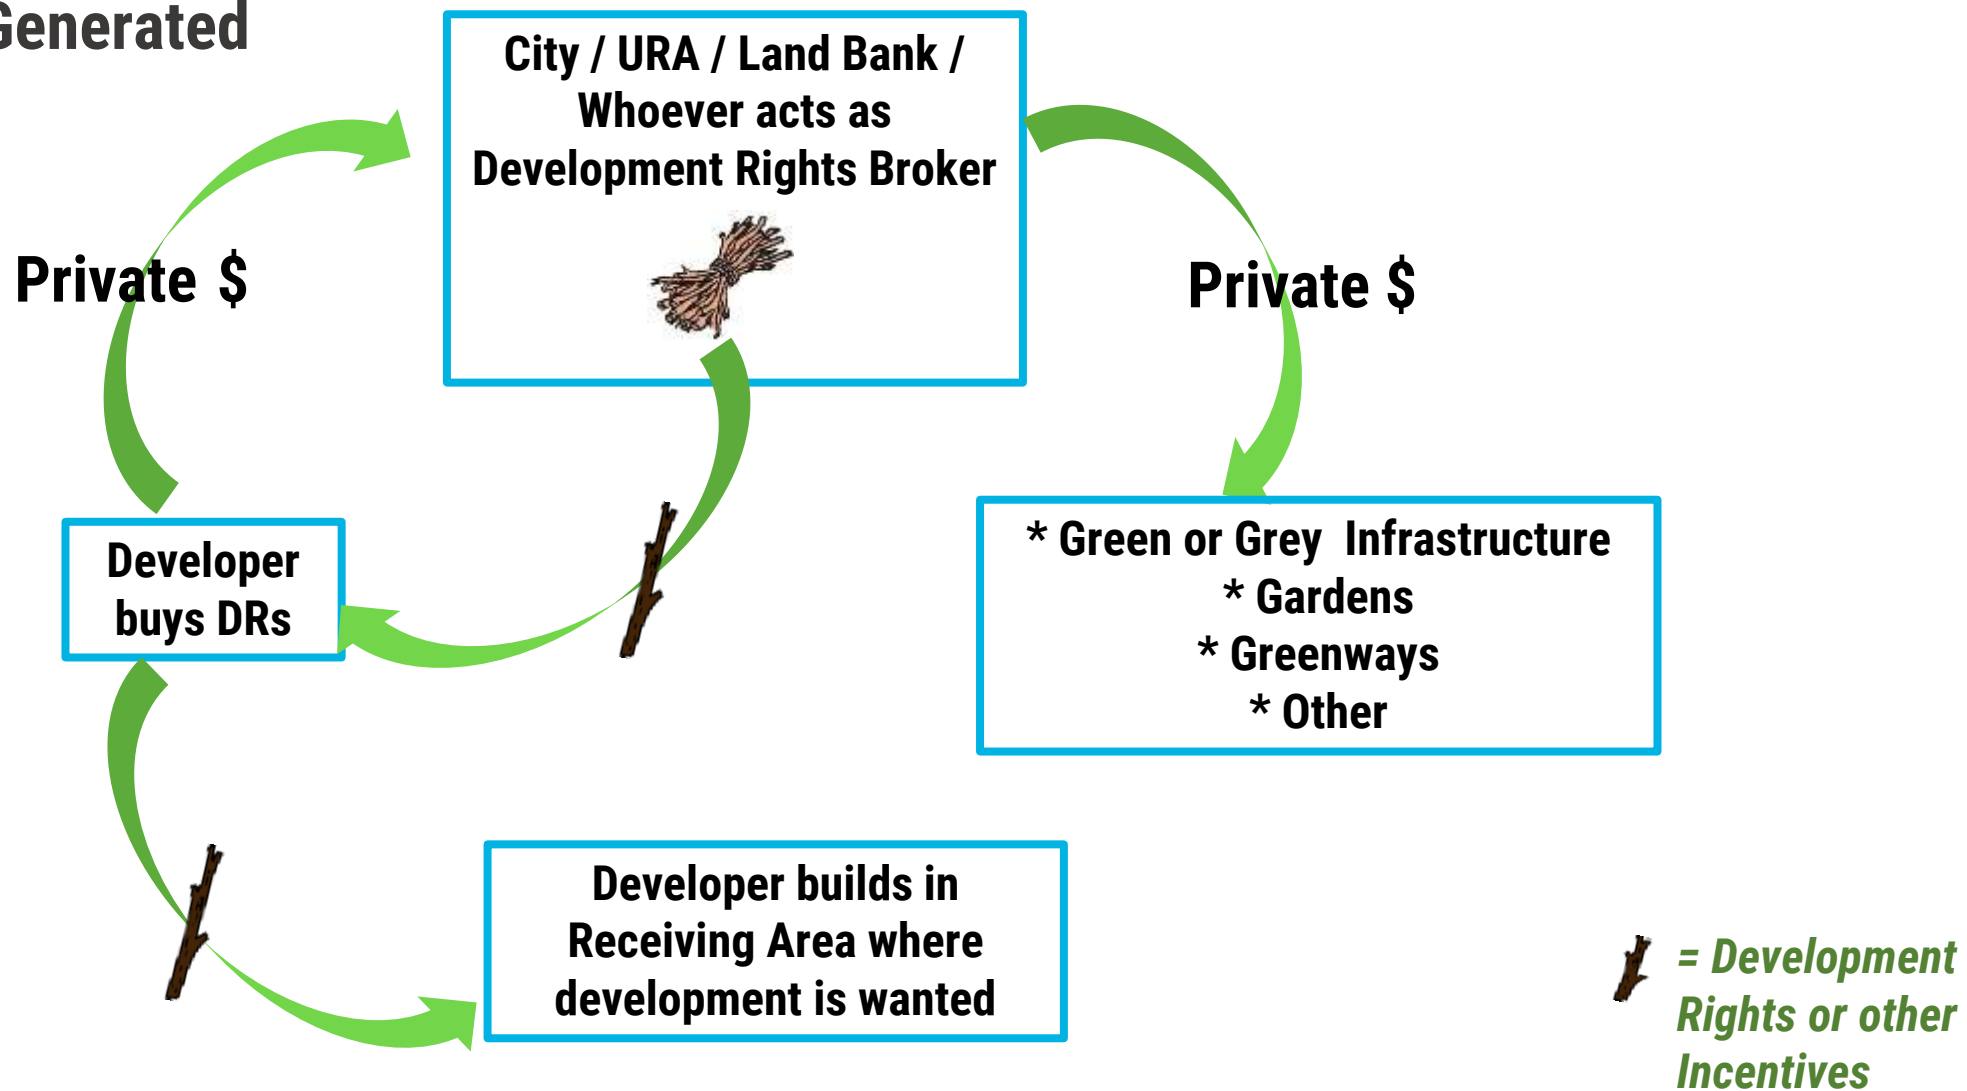 Generated
City / URA / Land Bank /
Whoever acts as
Development Rights Broker
Private $
Private $
Developer
buys DRs
* Green or Grey  Infrastructure
* Gardens
* Greenways
* Other
Developer builds in
Receiving Area where
development is wanted
= Development
Rights or other
Incentives